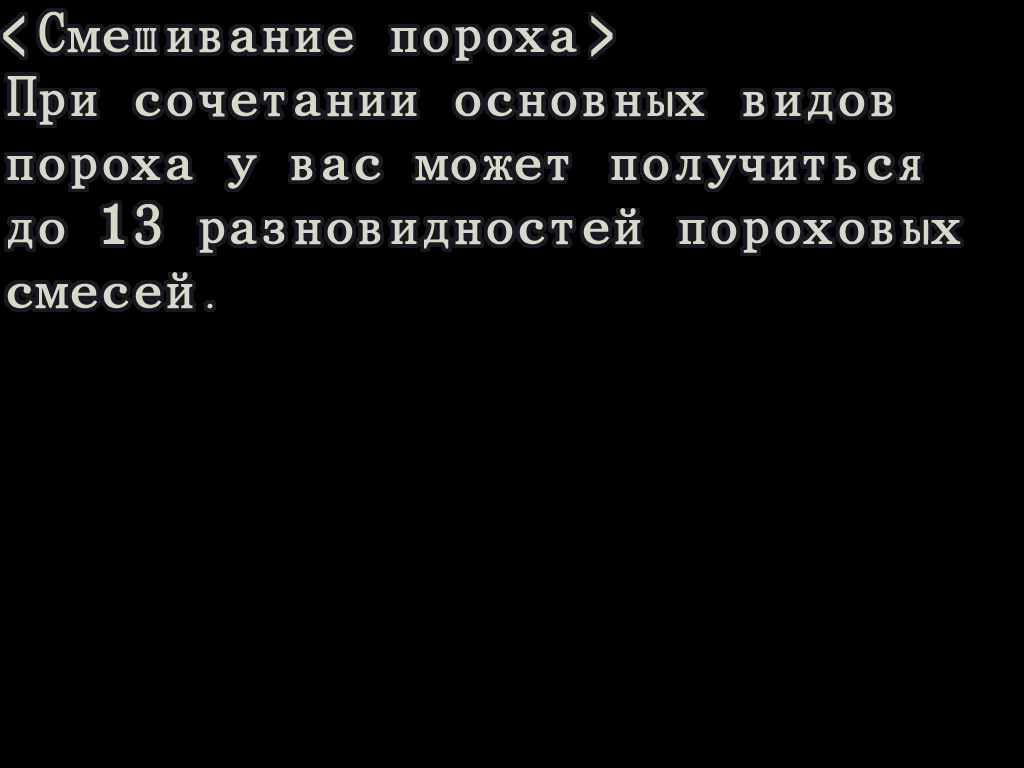 <Смешивание пороха>
При сочетании основных видов
пороха у вас может получиться
до 13 разновидностей пороховых
смесей.